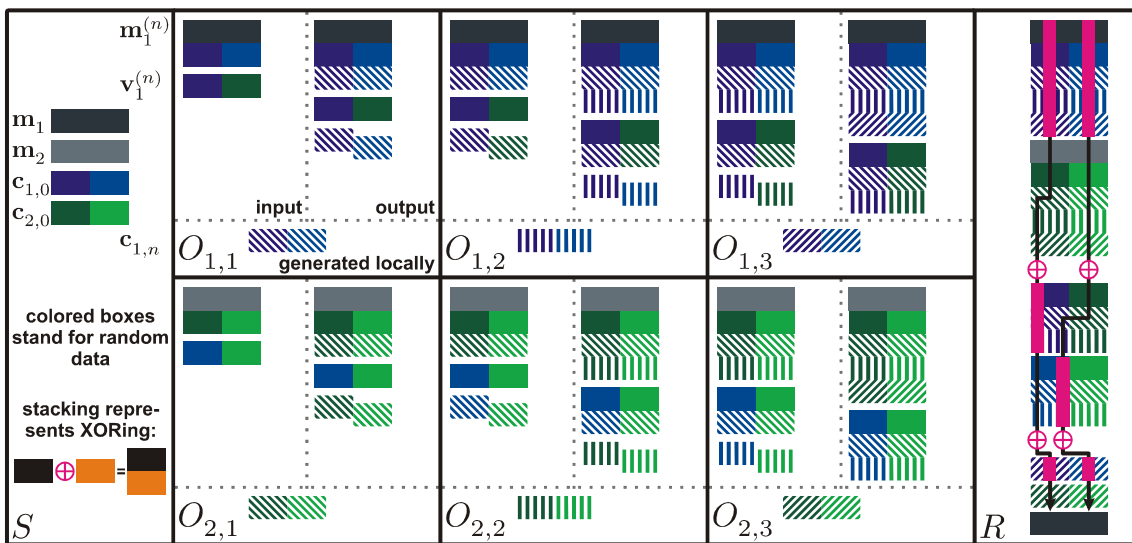 m₁⁽ⁿ⁾
v₁⁽ⁿ⁾
m₁
m₂
c₁,₀
c₂,₀
c₁,ₙ
colored boxes
stand for random
data
stacking repre-
sents XORing:
⊕ =
S
input
output
O₁,₁
generated locally
O₁,₂
O₁,₃
O₂,₁
O₂,₂
O₂,₃
R